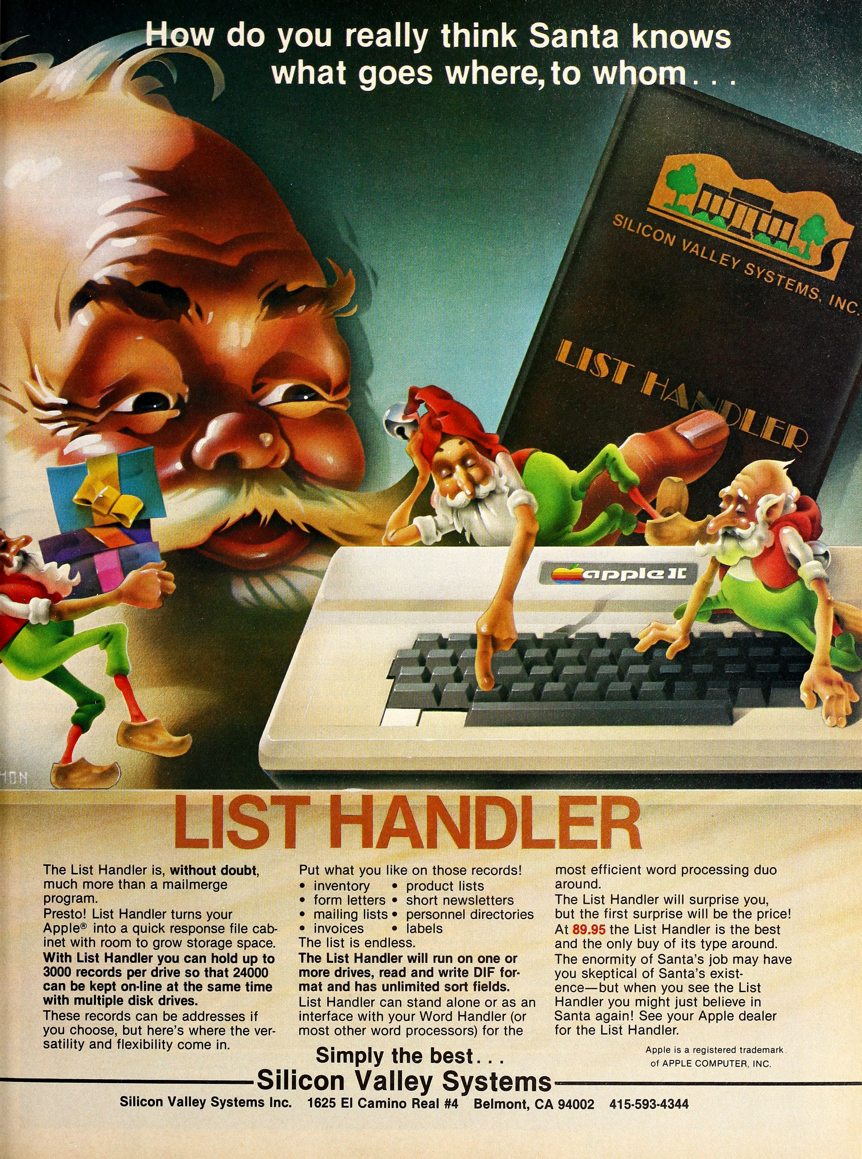 How do you really think Santa knows
what goes where, to whom . . .
SILICON VALLEY SYSTEMS, INC.
LIST HANDLER
apple II
LIST HANDLER
The List Handler is, without doubt,
much more than a mailmerge
program.
Presto! List Handler turns your
Apple® into a quick response file cab-
inet with room to grow storage space.
With List Handler you can hold up to
3000 records per drive so that 24000
can be kept on-line at the same time
with multiple disk drives.
These records can be addresses if
you choose, but here's where the ver-
satility and flexibility come in.
Put what you like on those records!
• inventory • product lists
• form letters • short newsletters
• mailing lists • personnel directories
• invoices • labels
The list is endless.
The List Handler will run on one or
more drives, read and write DIF for-
mat and has unlimited sort fields.
List Handler can stand alone or as an
interface with your Word Handler (or
most other word processors) for the
most efficient word processing duo
around.
The List Handler will surprise you,
but the first surprise will be the price!
At 89.95 the List Handler is the best
and the only buy of its type around.
The enormity of Santa's job may have
you skeptical of Santa's exist-
ence—but when you see the List
Handler you might just believe in
Santa again! See your Apple dealer
for the List Handler.
Apple is a registered trademark
of APPLE COMPUTER, INC.
Simply the best . . .
Silicon Valley Systems
Silicon Valley Systems Inc. 1625 El Camino Real #4 Belmont, CA 94002 415-593-4344